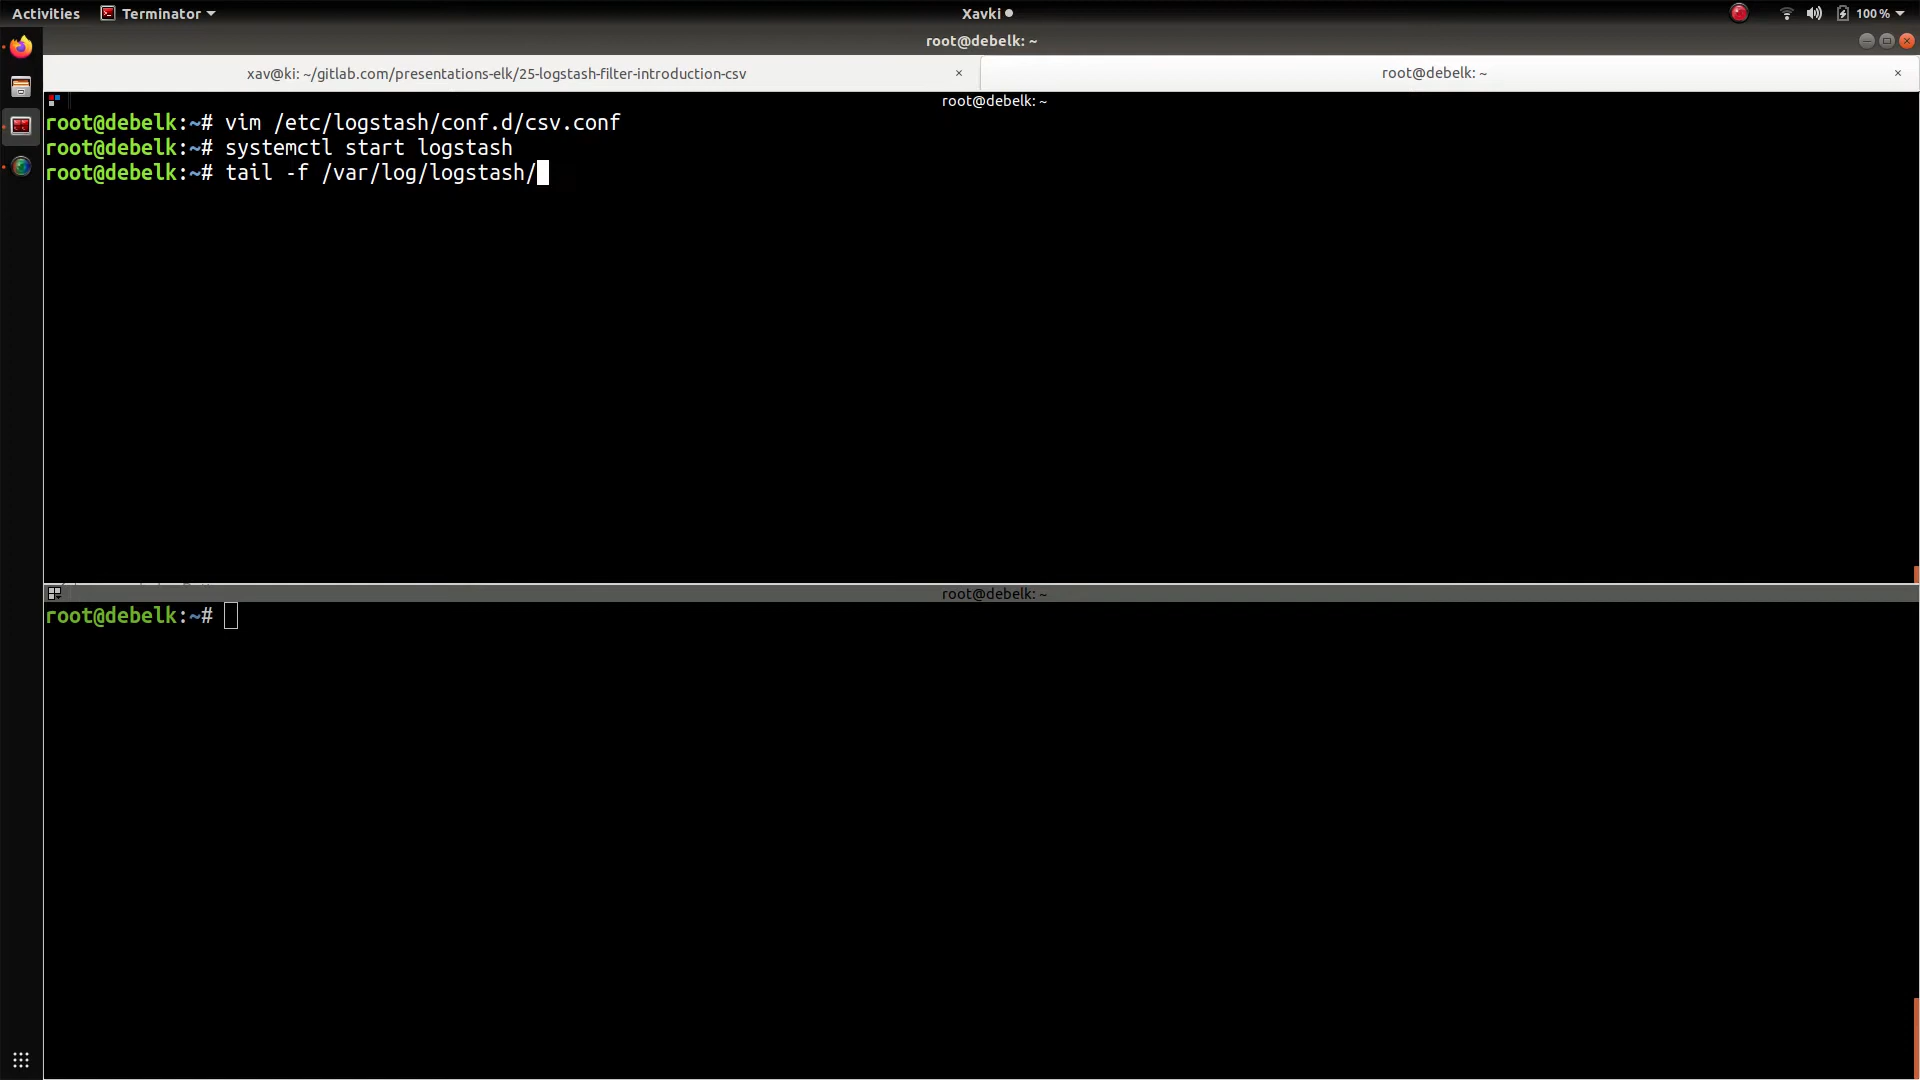 Activities Terminator Xavki 100 %
root@debelk: ~
xav@ki: ~/gitlab.com/presentations-elk/25-logstash-filter-introduction-csv × root@debelk: ~ ×
root@debelk: ~
root@debelk:~# vim /etc/logstash/conf.d/csv.conf
root@debelk:~# systemctl start logstash
root@debelk:~# tail -f /var/log/logstash/
root@debelk: ~
root@debelk:~#